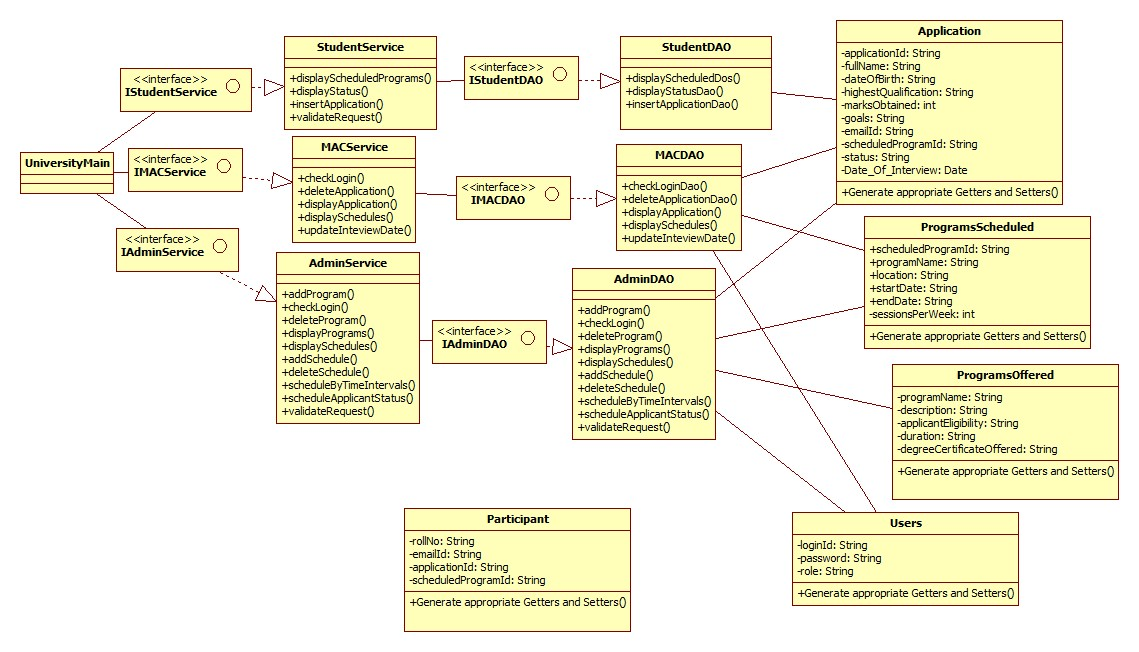 UniversityMain
<<interface>>
IStudentService
<<interface>>
IMACService
<<interface>>
IAdminService
StudentService
+displayScheduledPrograms()
+displayStatus()
+insertApplication()
+validateRequest()
MACService
+checkLogin()
+deleteApplication()
+displayApplication()
+displaySchedules()
+updateInteviewDate()
AdminService
+addProgram()
+checkLogin()
+deleteProgram()
+displayPrograms()
+displaySchedules()
+addSchedule()
+deleteSchedule()
+scheduleByTimeIntervals()
+scheduleApplicantStatus()
+validateRequest()
<<interface>>
IStudentDAO
<<interface>>
IMACDAO
<<interface>>
IAdminDAO
StudentDAO
+displayScheduledDos()
+displayStatusDao()
+insertApplicationDao()
MACDAO
+checkLoginDao()
+deleteApplicationDao()
+displayApplication()
+displaySchedules()
+updateInteviewDate()
AdminDAO
+addProgram()
+checkLogin()
+deleteProgram()
+displayPrograms()
+displaySchedules()
+addSchedule()
+deleteSchedule()
+scheduleByTimeIntervals()
+scheduleApplicantStatus()
+validateRequest()
Application
-applicationId: String
-fullName: String
-dateOfBirth: String
-highestQualification: String
-marksObtained: int
-goals: String
-emailId: String
-scheduledProgramId: String
-status: String
-Date_Of_Interview: Date
+Generate appropriate Getters and Setters()
ProgramsScheduled
+scheduledProgramId: String
+programName: String
+location: String
+startDate: String
+endDate: String
-sessionsPerWeek: int
+Generate appropriate Getters and Setters()
ProgramsOffered
-programName: String
-description: String
-applicantEligibility: String
-duration: String
-degreeCertificateOffered: String
+Generate appropriate Getters and Setters()
Participant
-rollNo: String
-emailId: String
-applicationId: String
-scheduledProgramId: String
+Generate appropriate Getters and Setters()
Users
-loginId: String
-password: String
-role: String
+Generate appropriate Getters and Setters()